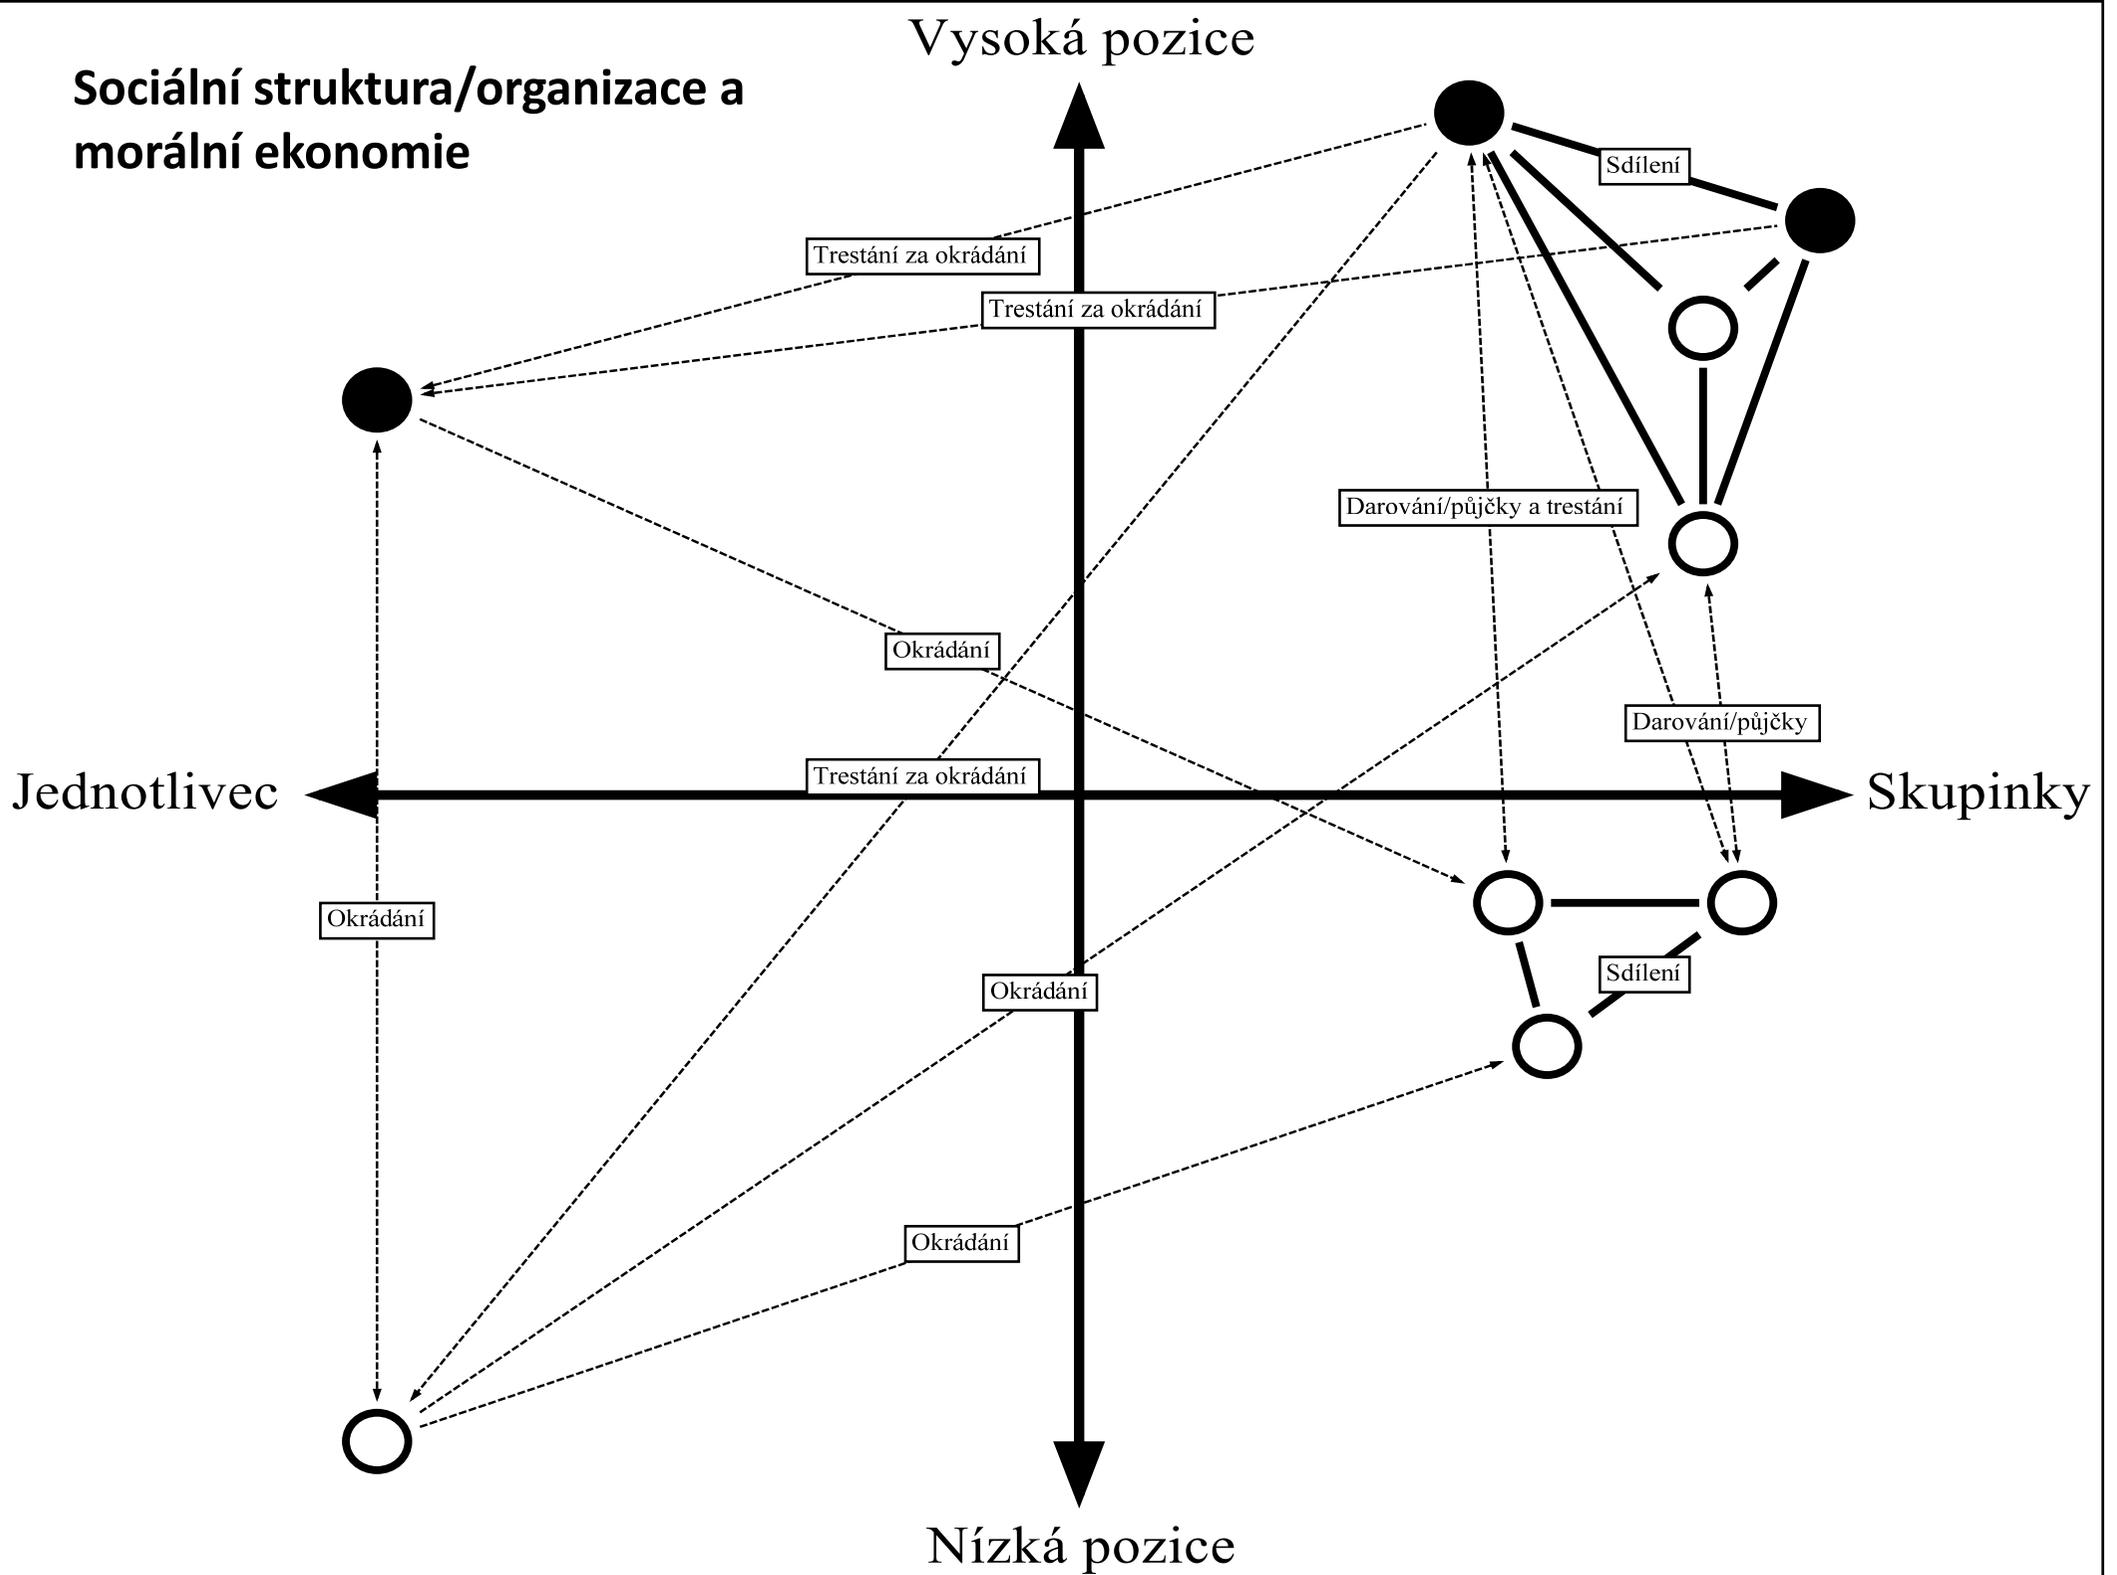 Vysoká pozice
Sociální struktura/organizace a
morální ekonomie
Sdílení
Trestání za okrádání
Trestání za okrádání
Darování/půjčky a trestání
Okrádání
Darování/půjčky
Trestání za okrádání
Jednotlivec
Skupinky
Okrádání
Sdílení
Okrádání
Okrádání
Nízká pozice